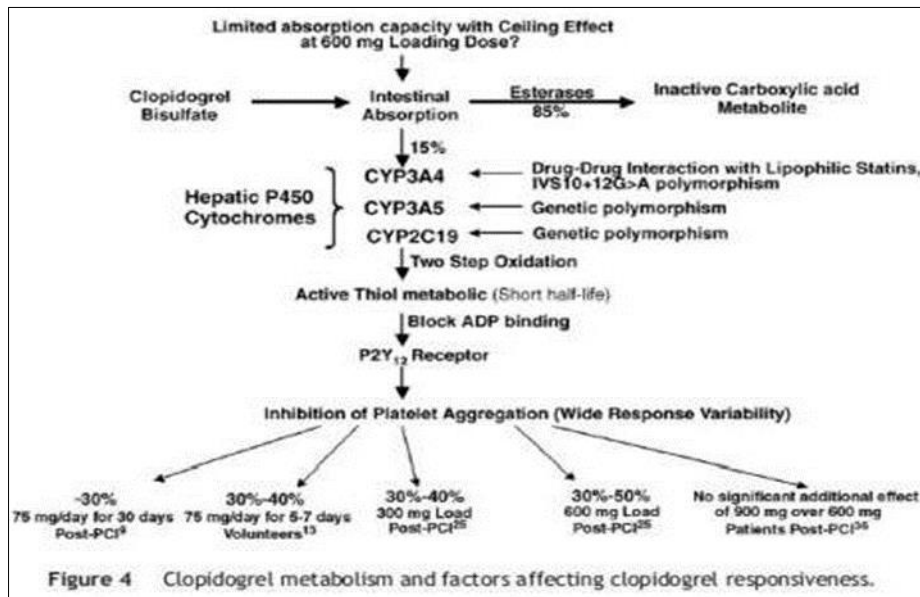 Limited absorption capacity with Ceiling Effect
at 600 mg Loading Dose?
Clopidogrel
Bisulfate
Intestinal
Absorption
Esterases
85%
Inactive Carboxylic acid
Metabolite
15%
Hepatic P450
Cytochromes
CYP3A4
Drug-Drug Interaction with Lipophilic Statins,
IVS10+12G>A polymorphism
CYP3A5
Genetic polymorphism
CYP2C19
Genetic polymorphism
Two Step Oxidation
Active Thiol metabolic (Short half-life)
Block ADP binding
P2Y₁₂ Receptor
Inhibition of Platelet Aggregation (Wide Response Variability)
~30%
75 mg/day for 30 days
Post-PCI⁹
30%-40%
75 mg/day for 5-7 days
Volunteers¹³
30%-40%
300 mg Load
Post-PCI²⁵
30%-50%
600 mg Load
Post-PCI²⁵
No significant additional effect
of 900 mg over 600 mg
Patients Post-PCI³⁶
Figure 4 Clopidogrel metabolism and factors affecting clopidogrel responsiveness.